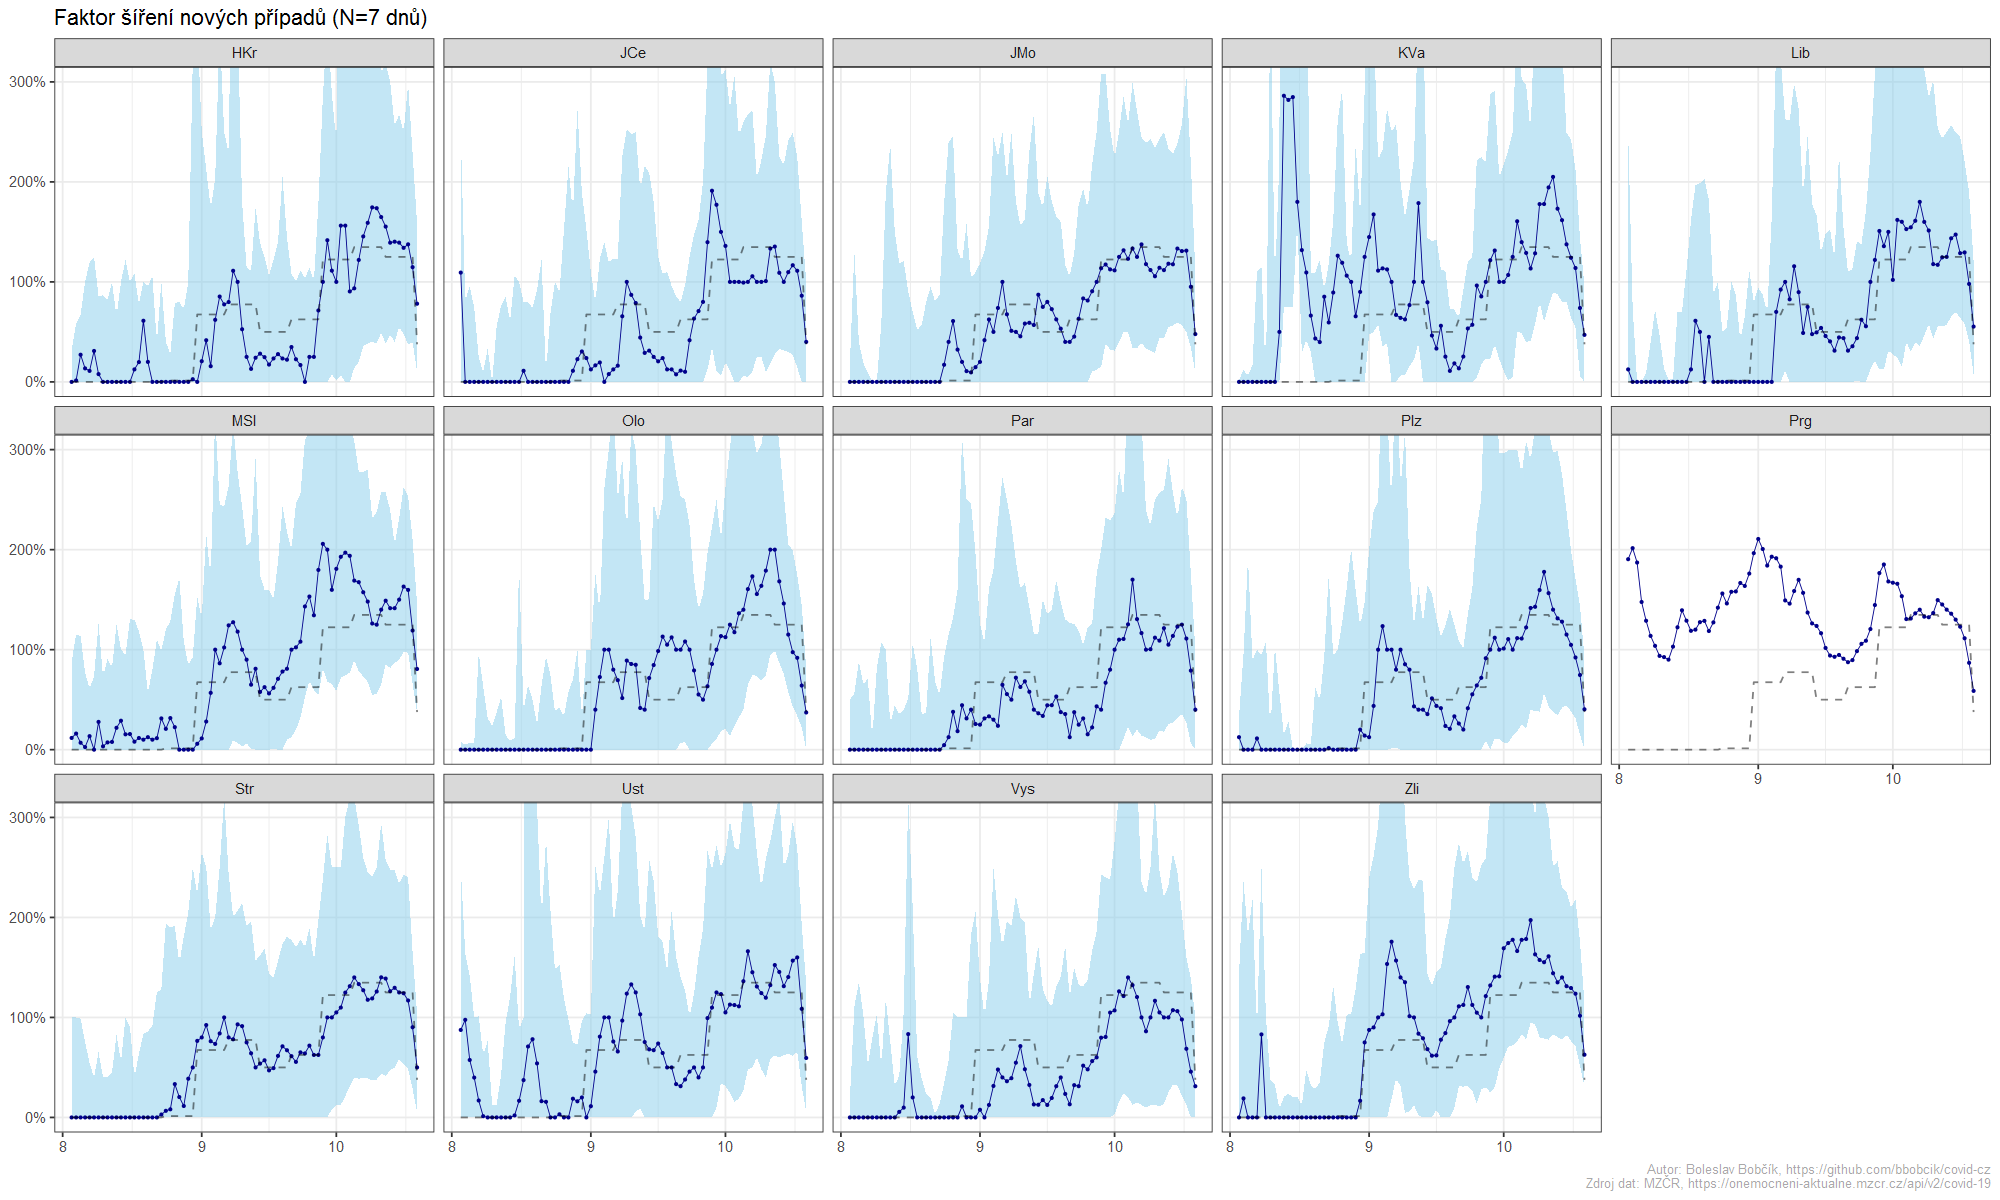 Faktor šíření nových případů (N=7 dnů)
HKr JCe JMo KVa Lib
300%
200%
100%
0%
MSl Olo Par Plz Prg
300%
200%
100%
0%
8 9 10
Str Ust Vys Zli
300%
200%
100%
0%
8 9 10 8 9 10 8 9 10 8 9 10
Autor: Boleslav Bobčík, https://github.com/bbobcik/covid-cz
Zdroj dat: MZČR, https://onemocneni-aktualne.mzcr.cz/api/v2/covid-19